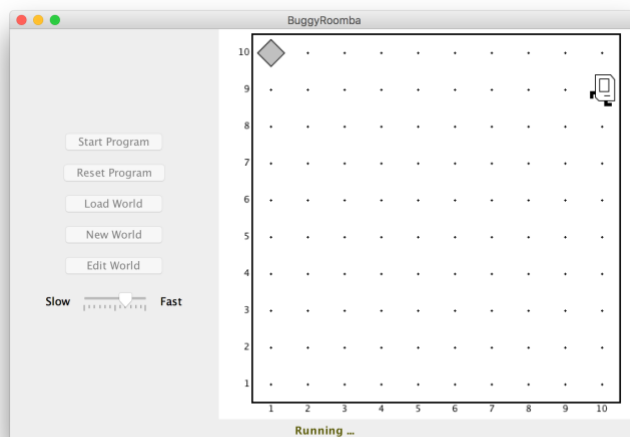 BuggyRoomba
Start Program
Reset Program
Load World
New World
Edit World
Slow Fast
10
9
8
7
6
5
4
3
2
1
1 2 3 4 5 6 7 8 9 10
Running ...